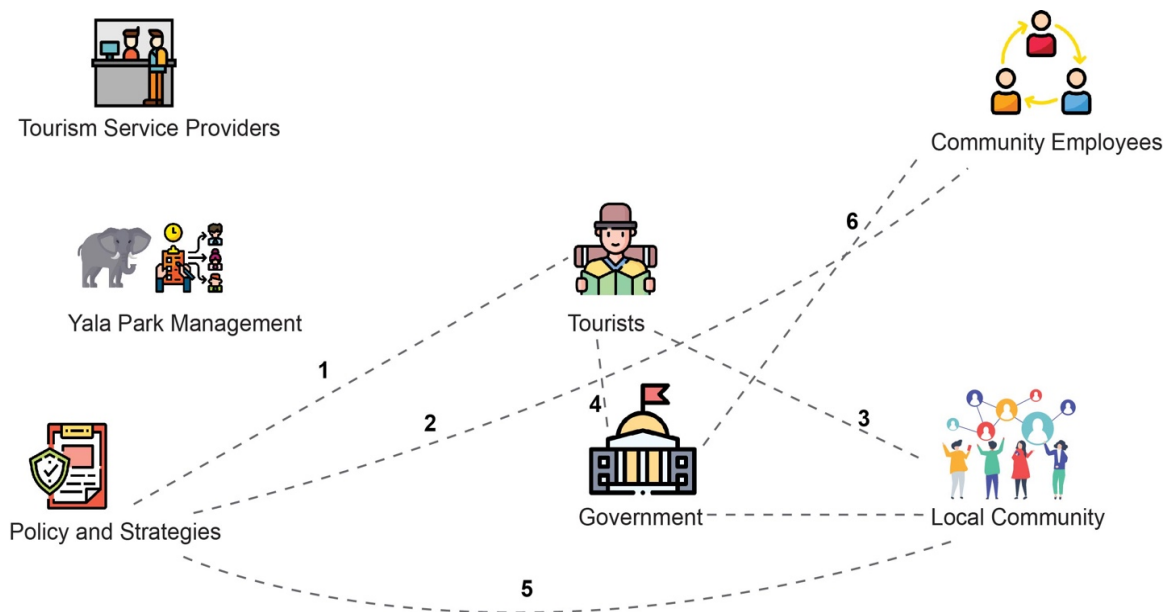 Tourism Service Providers
Community Employees
6
Yala Park Management
Tourists
1
2
4
3
Policy and Strategies
Government
Local Community
5